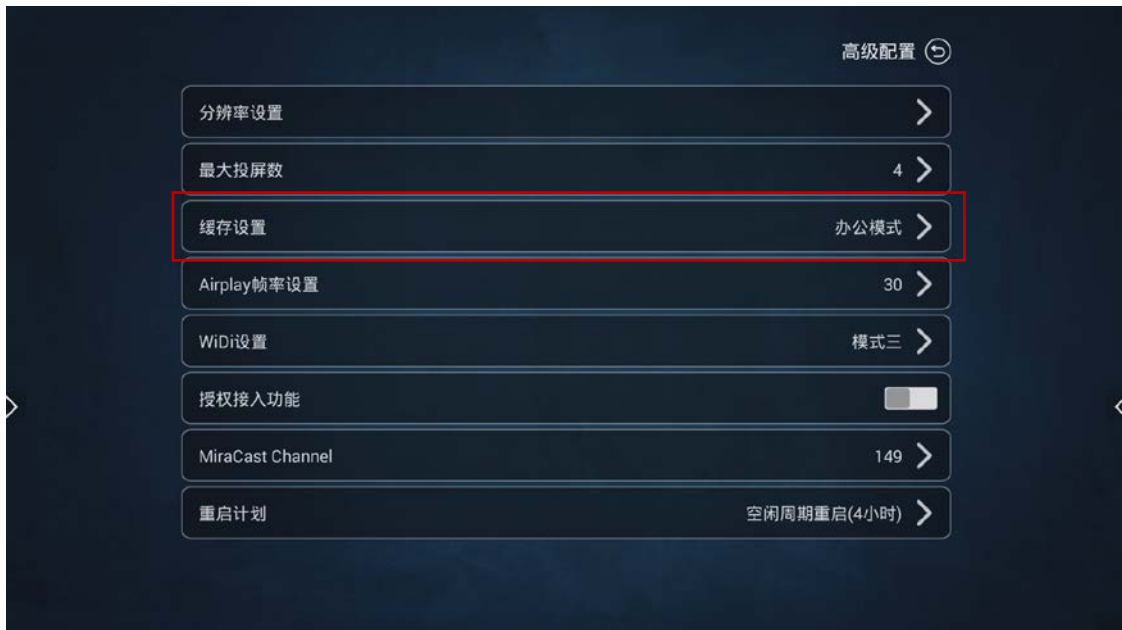 高级配置
分辨率设置
最大投屏数 4
缓存设置 办公模式
Airplay帧率设置 30
WiDi设置 模式三
授权接入功能
MiraCast Channel 149
重启计划 空闲周期重启(4小时)